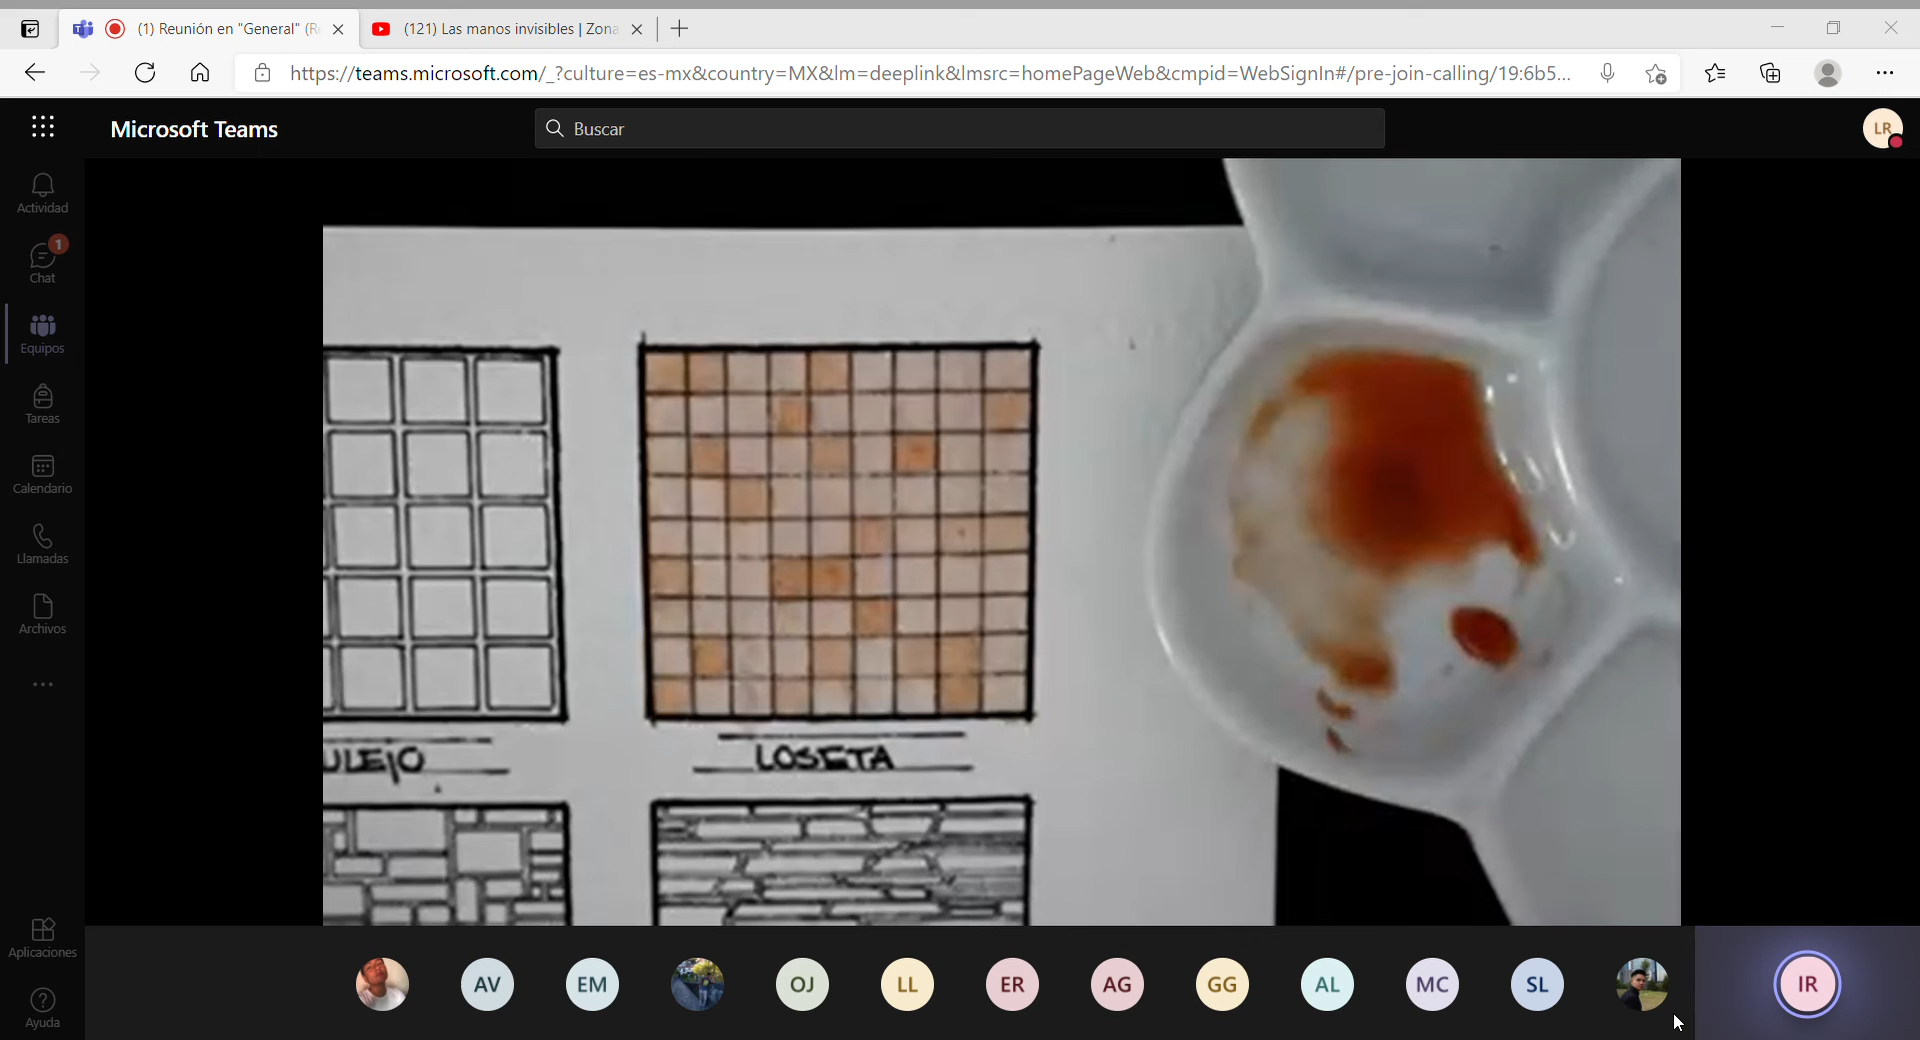 (1) Reunión en "General" (R
(121) Las manos invisibles | Zona
https://teams.microsoft.com/_?culture=es-mx&country=MX&lm=deeplink&lmsrc=homePageWeb&cmpid=WebSignIn#/pre-join-calling/19:6b5...
Microsoft Teams
Buscar
LR
Actividad
1
Chat
Equipos
Tareas
Calendario
Llamadas
Archivos
Aplicaciones
Ayuda
ULEJO
LOSETA
AV
EM
OJ
LL
ER
AG
GG
AL
MC
SL
IR